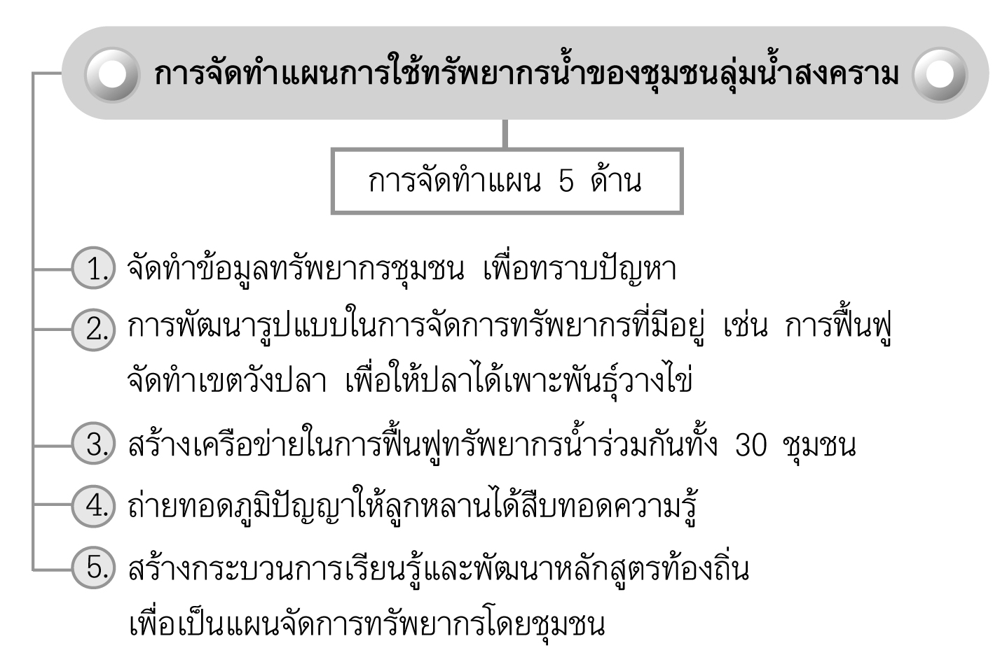 การจัดทำแผนการใช้ทรัพยากรน้ำของชุมชนลุ่มน้ำสงคราม
การจัดทำแผน 5 ด้าน
1. จัดทำข้อมูลทรัพยากรชุมชน เพื่อทราบปัญหา
2. การพัฒนารูปแบบในการจัดการทรัพยากรที่มีอยู่ เช่น การฟื้นฟู
จัดทำเขตวังปลา เพื่อให้ปลาได้เพาะพันธุ์วางไข่
3. สร้างเครือข่ายในการฟื้นฟูทรัพยากรน้ำร่วมกันทั้ง 30 ชุมชน
4. ถ่ายทอดภูมิปัญญาให้ลูกหลานได้สืบทอดความรู้
5. สร้างกระบวนการเรียนรู้และพัฒนาหลักสูตรท้องถิ่น
เพื่อเป็นแผนจัดการทรัพยากรโดยชุมชน